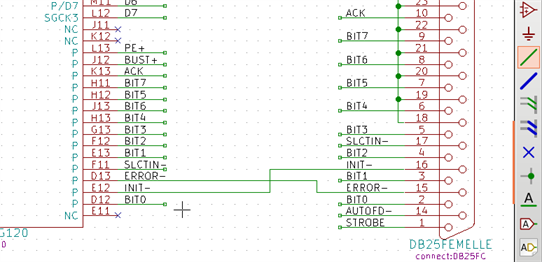 P/D7 M11 D6
SGCK3 L12 D7
NC J11
NC K12
P L13 PE+
P J12 BUST+
P K13 ACK
P H11 BIT7
P H12 BIT5
P J13 BIT6
P H13 BIT4
P G13 BIT3
P F12 BIT2
P E13 BIT1
P F11 SLCTIN-
P D13 ERROR-
P E12 INIT-
P D12 BIT0
NC E11
G120
23
ACK 10
22
BIT7 9
21
BIT6 8
20
BIT5 7
19
BIT4 6
18
BIT3 5
SLCTIN- 17
BIT2 4
INIT- 16
BIT1 3
ERROR- 15
BIT0 2
AUTOFD- 14
STROBE 1
DB25FEMELLE
connect:DB25FC
A
A
AD